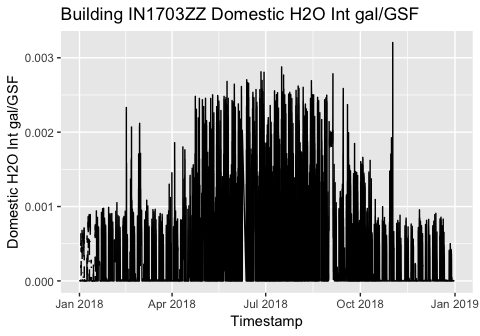 Building IN1703ZZ Domestic H2O Int gal/GSF
Domestic H2O Int gal/GSF
0.003
0.002
0.001
0.000
Jan 2018
Apr 2018
Jul 2018
Oct 2018
Jan 2019
Timestamp